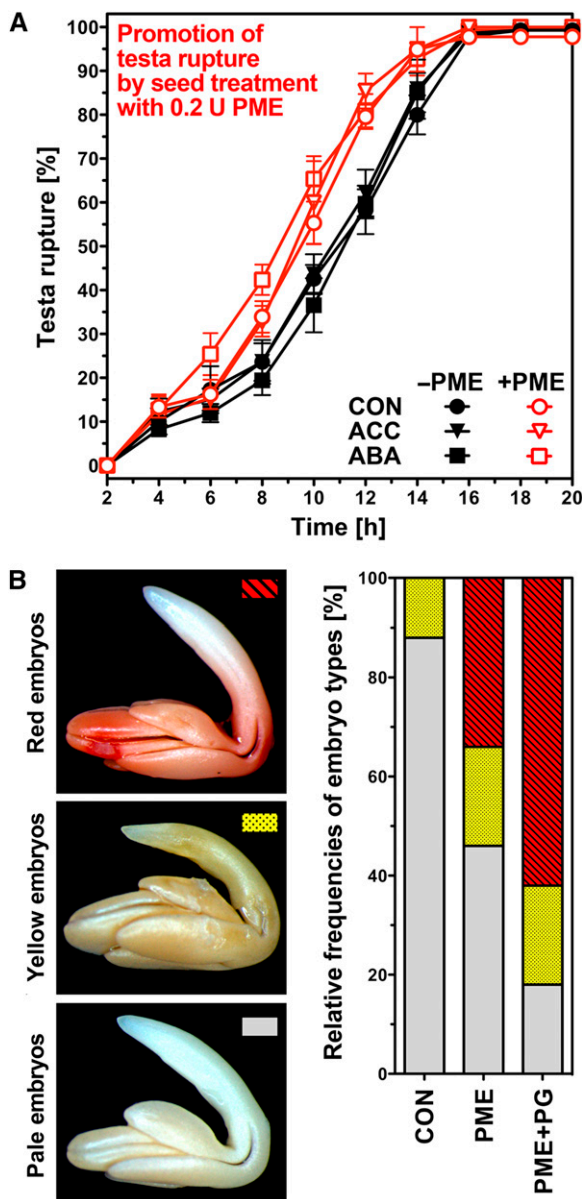 A
Promotion of
testa rupture
by seed treatment
with 0.2 U PME
Testa rupture [%]
100
90
80
70
60
50
40
30
20
10
0
2 4 6 8 10 12 14 16 18 20
Time [h]
–PME +PME
CON
ACC
ABA
B
Red embryos
Yellow embryos
Pale embryos
Relative frequencies of embryo types [%]
100
80
60
40
20
0
CON
PME
PME+PG